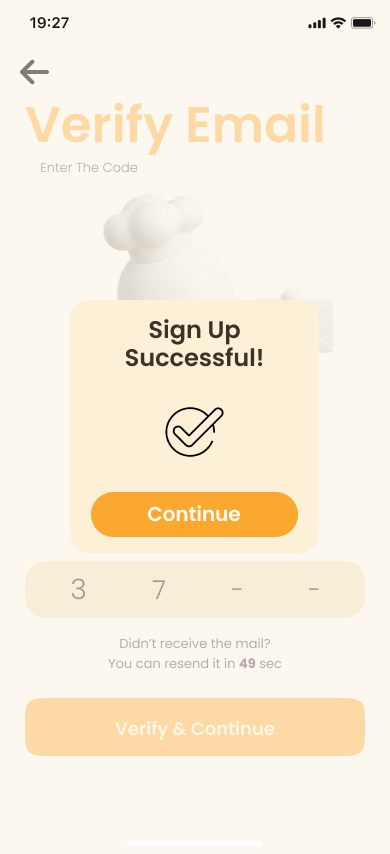 19:27
Verify Email
Enter The Code
Sign Up
Successful!
Continue
3 7 - -
Didn’t receive the mail?
You can resend it in 49 sec
Verify & Continue